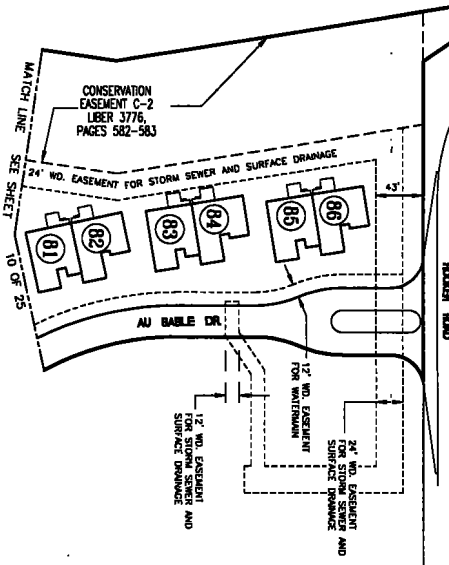 CONSERVATION
EASEMENT C-2
LIBER 3776,
PAGES 582-583
24' WD. EASEMENT FOR STORM SEWER AND SURFACE DRAINAGE
43'
MATCH LINE SEE SHEET 10 OF 25
81
82
83
84
85
86
AU SABLE DR.
12' WD. EASEMENT
FOR WATERMAIN
24' WD. EASEMENT
FOR STORM SEWER AND
SURFACE DRAINAGE
12' WD. EASEMENT
FOR STORM SEWER AND
SURFACE DRAINAGE
ROAD